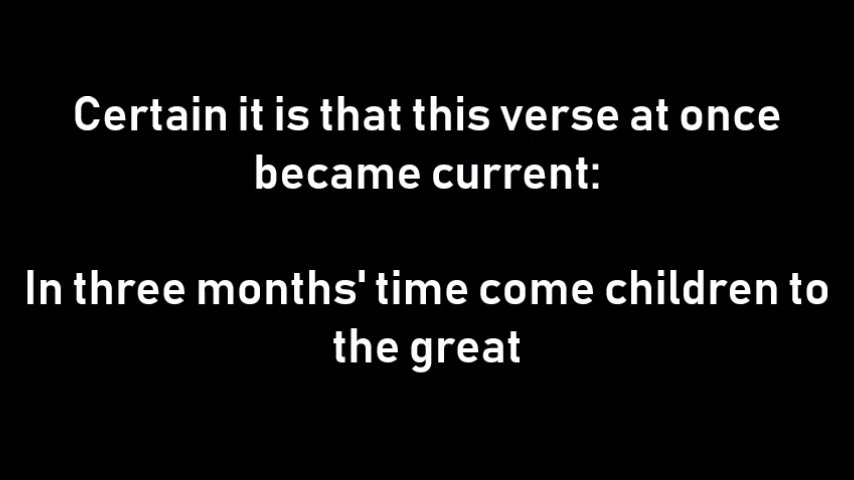 Certain it is that this verse at once
became current:
In three months' time come children to
the great